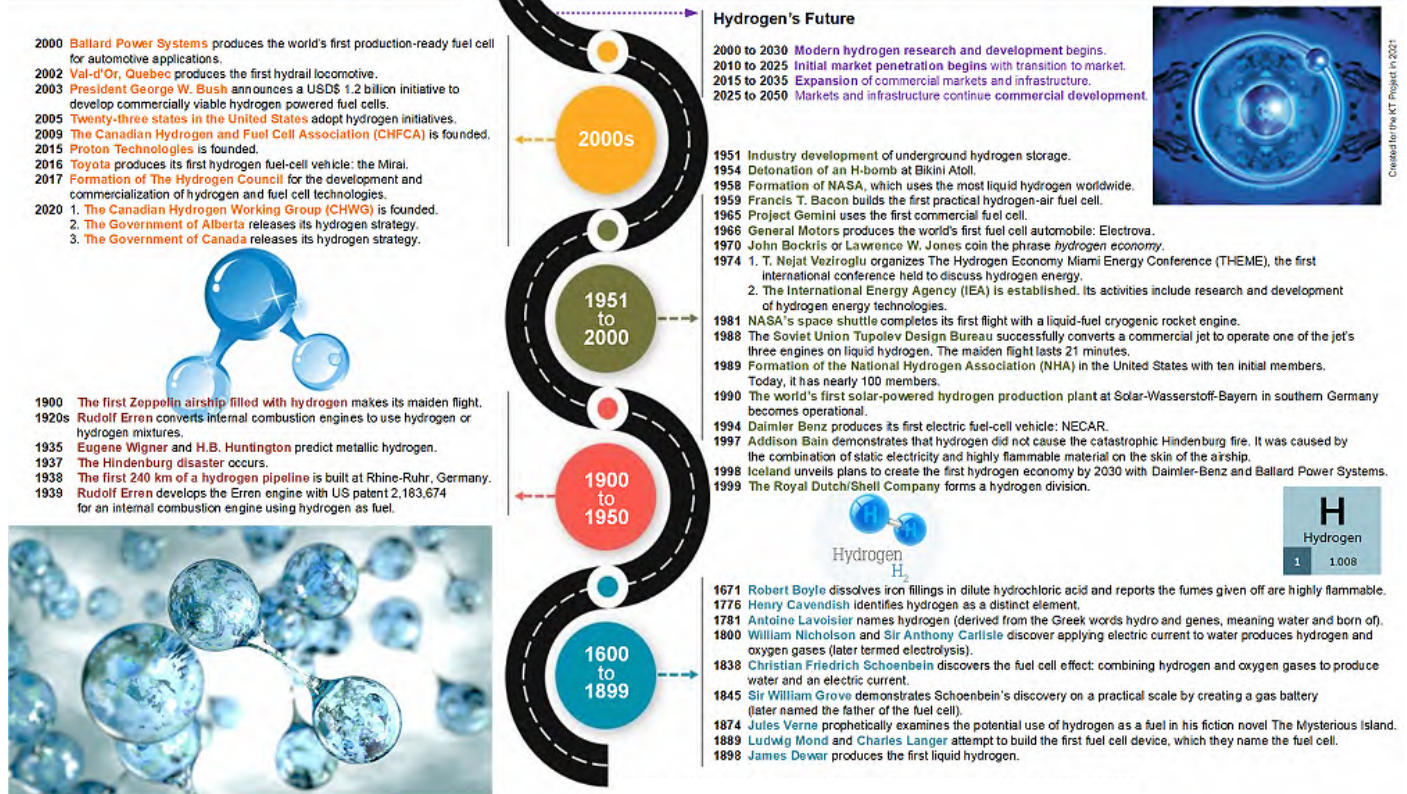 Hydrogen's Future
2000 to 2030 Modern hydrogen research and development begins.
2010 to 2025 Initial market penetration begins with transition to market.
2015 to 2035 Expansion of commercial markets and infrastructure.
2025 to 2050 Markets and infrastructure continue commercial development.
Created for the KT Project in 2021
2000 Ballard Power Systems produces the world's first production-ready fuel cell
for automotive applications.
2002 Val-d'Or, Quebec produces the first hydrail locomotive.
2003 President George W. Bush announces a USD$ 1.2 billion initiative to
develop commercially viable hydrogen powered fuel cells.
2005 Twenty-three states in the United States adopt hydrogen initiatives.
2009 The Canadian Hydrogen and Fuel Cell Association (CHFCA) is founded.
2015 Proton Technologies is founded.
2016 Toyota produces its first hydrogen fuel-cell vehicle: the Mirai.
2017 Formation of The Hydrogen Council for the development and
commercialization of hydrogen and fuel cell technologies.
2020 1. The Canadian Hydrogen Working Group (CHWG) is founded.
2. The Government of Alberta releases its hydrogen strategy.
3. The Government of Canada releases its hydrogen strategy.
2000s
1951 Industry development of underground hydrogen storage.
1954 Detonation of an H-bomb at Bikini Atoll.
1958 Formation of NASA, which uses the most liquid hydrogen worldwide.
1959 Francis T. Bacon builds the first practical hydrogen-air fuel cell.
1965 Project Gemini uses the first commercial fuel cell.
1966 General Motors produces the world's first fuel cell automobile: Electrova.
1970 John Bockris or Lawrence W. Jones coin the phrase hydrogen economy.
1974 1. T. Nejat Veziroglu organizes The Hydrogen Economy Miami Energy Conference (THEME), the first
international conference held to discuss hydrogen energy.
2. The International Energy Agency (IEA) is established. Its activities include research and development
of hydrogen energy technologies.
1981 NASA's space shuttle completes its first flight with a liquid-fuel cryogenic rocket engine.
1988 The Soviet Union Tupolev Design Bureau successfully converts a commercial jet to operate one of the jet's
three engines on liquid hydrogen. The maiden flight lasts 21 minutes.
1989 Formation of the National Hydrogen Association (NHA) in the United States with ten initial members.
Today, it has nearly 100 members.
1990 The world's first solar-powered hydrogen production plant at Solar-Wasserstoff-Bayern in southern Germany
becomes operational.
1994 Daimler Benz produces its first electric fuel-cell vehicle: NECAR.
1997 Addison Bain demonstrates that hydrogen did not cause the catastrophic Hindenburg fire. It was caused by
the combination of static electricity and highly flammable material on the skin of the airship.
1998 Iceland unveils plans to create the first hydrogen economy by 2030 with Daimler-Benz and Ballard Power Systems.
1999 The Royal Dutch/Shell Company forms a hydrogen division.
1951
to
2000
1900 The first Zeppelin airship filled with hydrogen makes its maiden flight.
1920s Rudolf Erren converts internal combustion engines to use hydrogen or
hydrogen mixtures.
1935 Eugene Wigner and H.B. Huntington predict metallic hydrogen.
1937 The Hindenburg disaster occurs.
1938 The first 240 km of a hydrogen pipeline is built at Rhine-Ruhr, Germany.
1939 Rudolf Erren develops the Erren engine with US patent 2,183,674
for an internal combustion engine using hydrogen as fuel.
1900
to
1950
H H
Hydrogen
H2
H
Hydrogen
1 1.008
1671 Robert Boyle dissolves iron fillings in dilute hydrochloric acid and reports the fumes given off are highly flammable.
1776 Henry Cavendish identifies hydrogen as a distinct element.
1781 Antoine Lavoisier names hydrogen (derived from the Greek words hydro and genes, meaning water and born of).
1800 William Nicholson and Sir Anthony Carlisle discover applying electric current to water produces hydrogen and
oxygen gases (later termed electrolysis).
1838 Christian Friedrich Schoenbein discovers the fuel cell effect: combining hydrogen and oxygen gases to produce
water and an electric current.
1845 Sir William Grove demonstrates Schoenbein's discovery on a practical scale by creating a gas battery
(later named the father of the fuel cell).
1874 Jules Verne prophetically examines the potential use of hydrogen as a fuel in his fiction novel The Mysterious Island.
1889 Ludwig Mond and Charles Langer attempt to build the first fuel cell device, which they name the fuel cell.
1898 James Dewar produces the first liquid hydrogen.
1600
to
1899